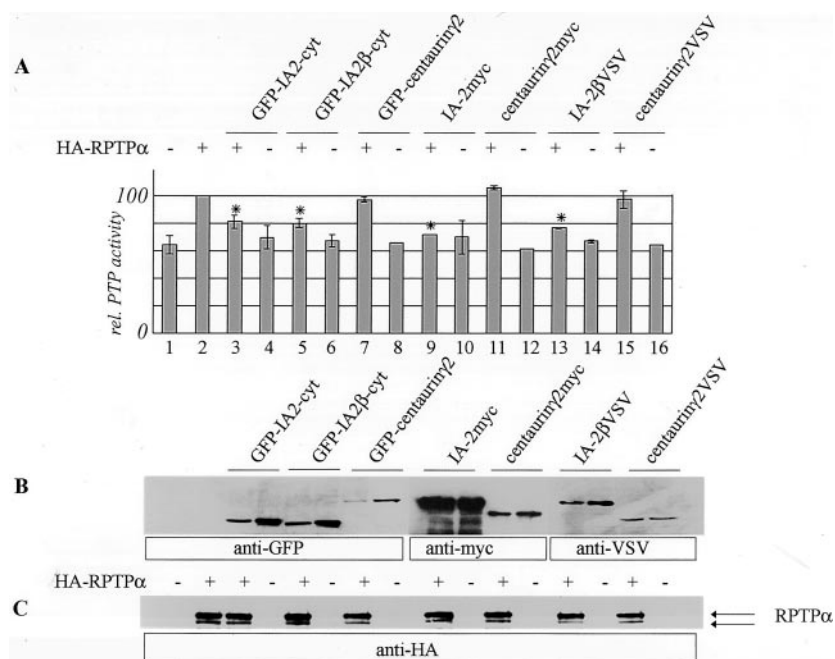 A
GFP-IA2-cyt
GFP-IA2β-cyt
GFP-centaurinγ2
IA-2myc
centaurinγ2myc
IA-2βVSV
centaurinγ2VSV
HA-RPTPα - + + - + - + - + - + - + - + -
rel. PTP activity
100
0
* * * *
1 2 3 4 5 6 7 8 9 10 11 12 13 14 15 16
GFP-IA2-cyt
GFP-IA2β-cyt
GFP-centaurinγ2
IA-2myc
centaurinγ2myc
IA-2βVSV
centaurinγ2VSV
B
anti-GFP anti-myc anti-VSV
HA-RPTPα - + + - + - + - + - + - + - + -
C
RPTPα
anti-HA